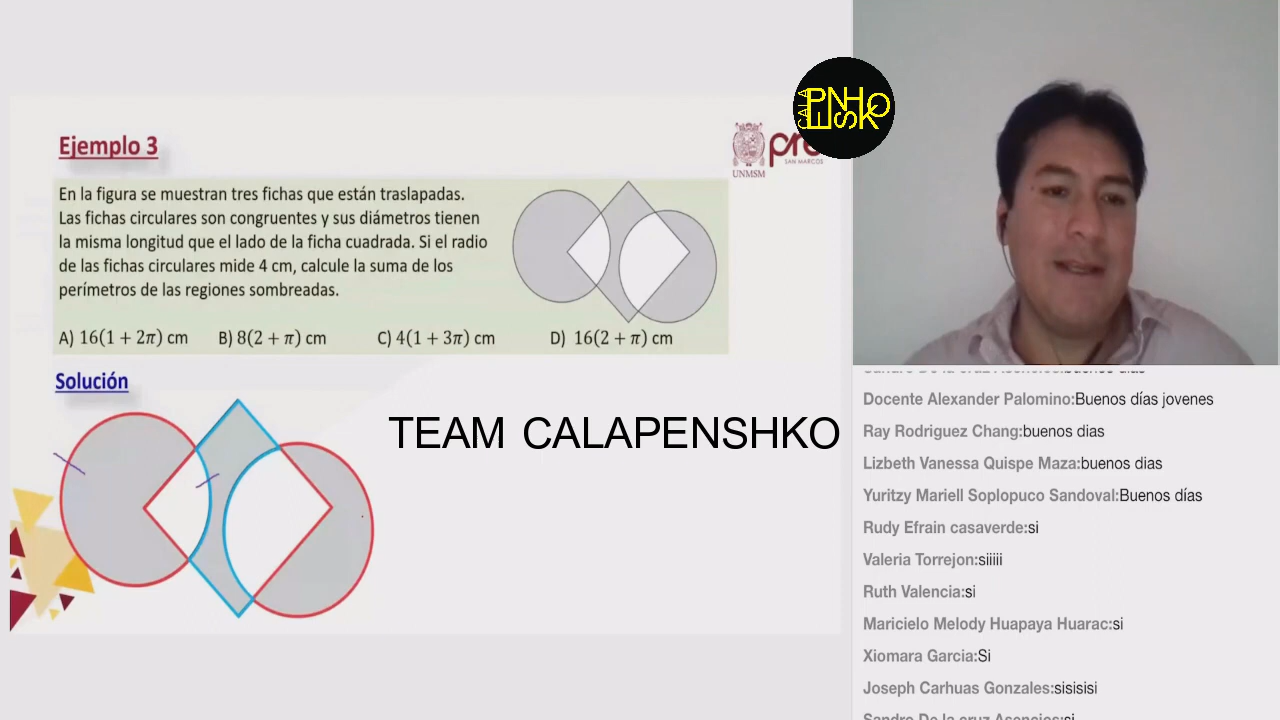 Ejemplo 3
UNMSM
pre
SAN MARCOS
CALA
PENHOSK
En la figura se muestran tres fichas que están traslapadas.
Las fichas circulares son congruentes y sus diámetros tienen
la misma longitud que el lado de la ficha cuadrada. Si el radio
de las fichas circulares mide 4 cm, calcule la suma de los
perímetros de las regiones sombreadas.
A) 16(1 + 2π) cm B) 8(2 + π) cm C) 4(1 + 3π) cm D) 16(2 + π) cm
Solución
TEAM CALAPENSHKO
Docente Alexander Palomino:Buenos días jovenes
Ray Rodriguez Chang:buenos dias
Lizbeth Vanessa Quispe Maza:buenos dias
Yuritzy Mariell Soplopuco Sandoval:Buenos días
Rudy Efrain casaverde:si
Valeria Torrejon:siiiii
Ruth Valencia:si
Maricielo Melody Huapaya Huarac:si
Xiomara Garcia:Si
Joseph Carhuas Gonzales:sisisisi